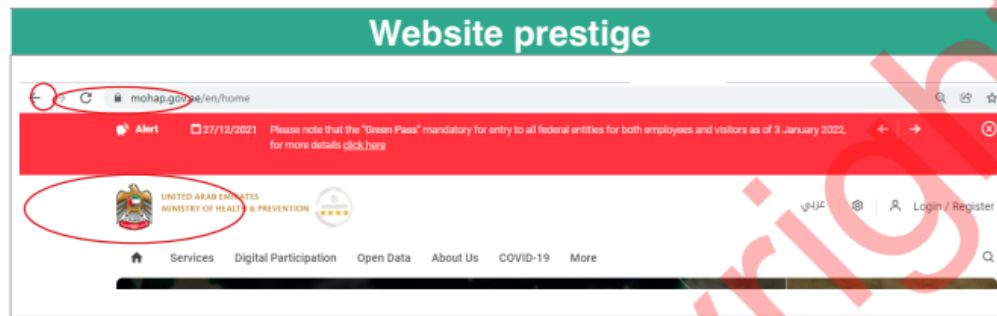 Website prestige
mohap.gov.ae/en/home
Alert 27/12/2021 Please note that the "Green Pass" mandatory for entry to all federal entities for both employees and visitors as of 3 January 2022,
for more details click here
UNITED ARAB EMIRATES
MINISTRY OF HEALTH & PREVENTION
عربي Login / Register
Services Digital Participation Open Data About Us COVID-19 More